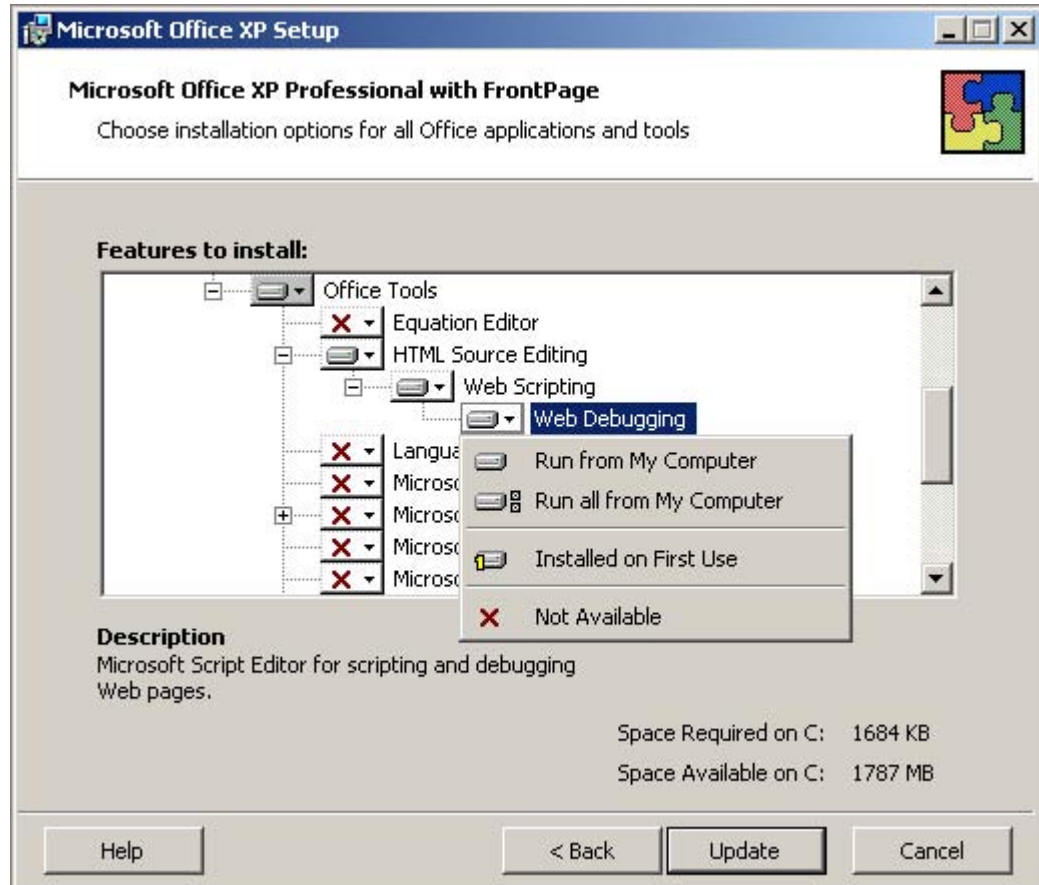 Microsoft Office XP Setup
Microsoft Office XP Professional with FrontPage
Choose installation options for all Office applications and tools
Features to install:
Office Tools
Equation Editor
HTML Source Editing
Web Scripting
Web Debugging
Run from My Computer
Run all from My Computer
Installed on First Use
Not Available
Description
Microsoft Script Editor for scripting and debugging
Web pages.
Space Required on C: 1684 KB
Space Available on C: 1787 MB
Help
< Back
Update
Cancel